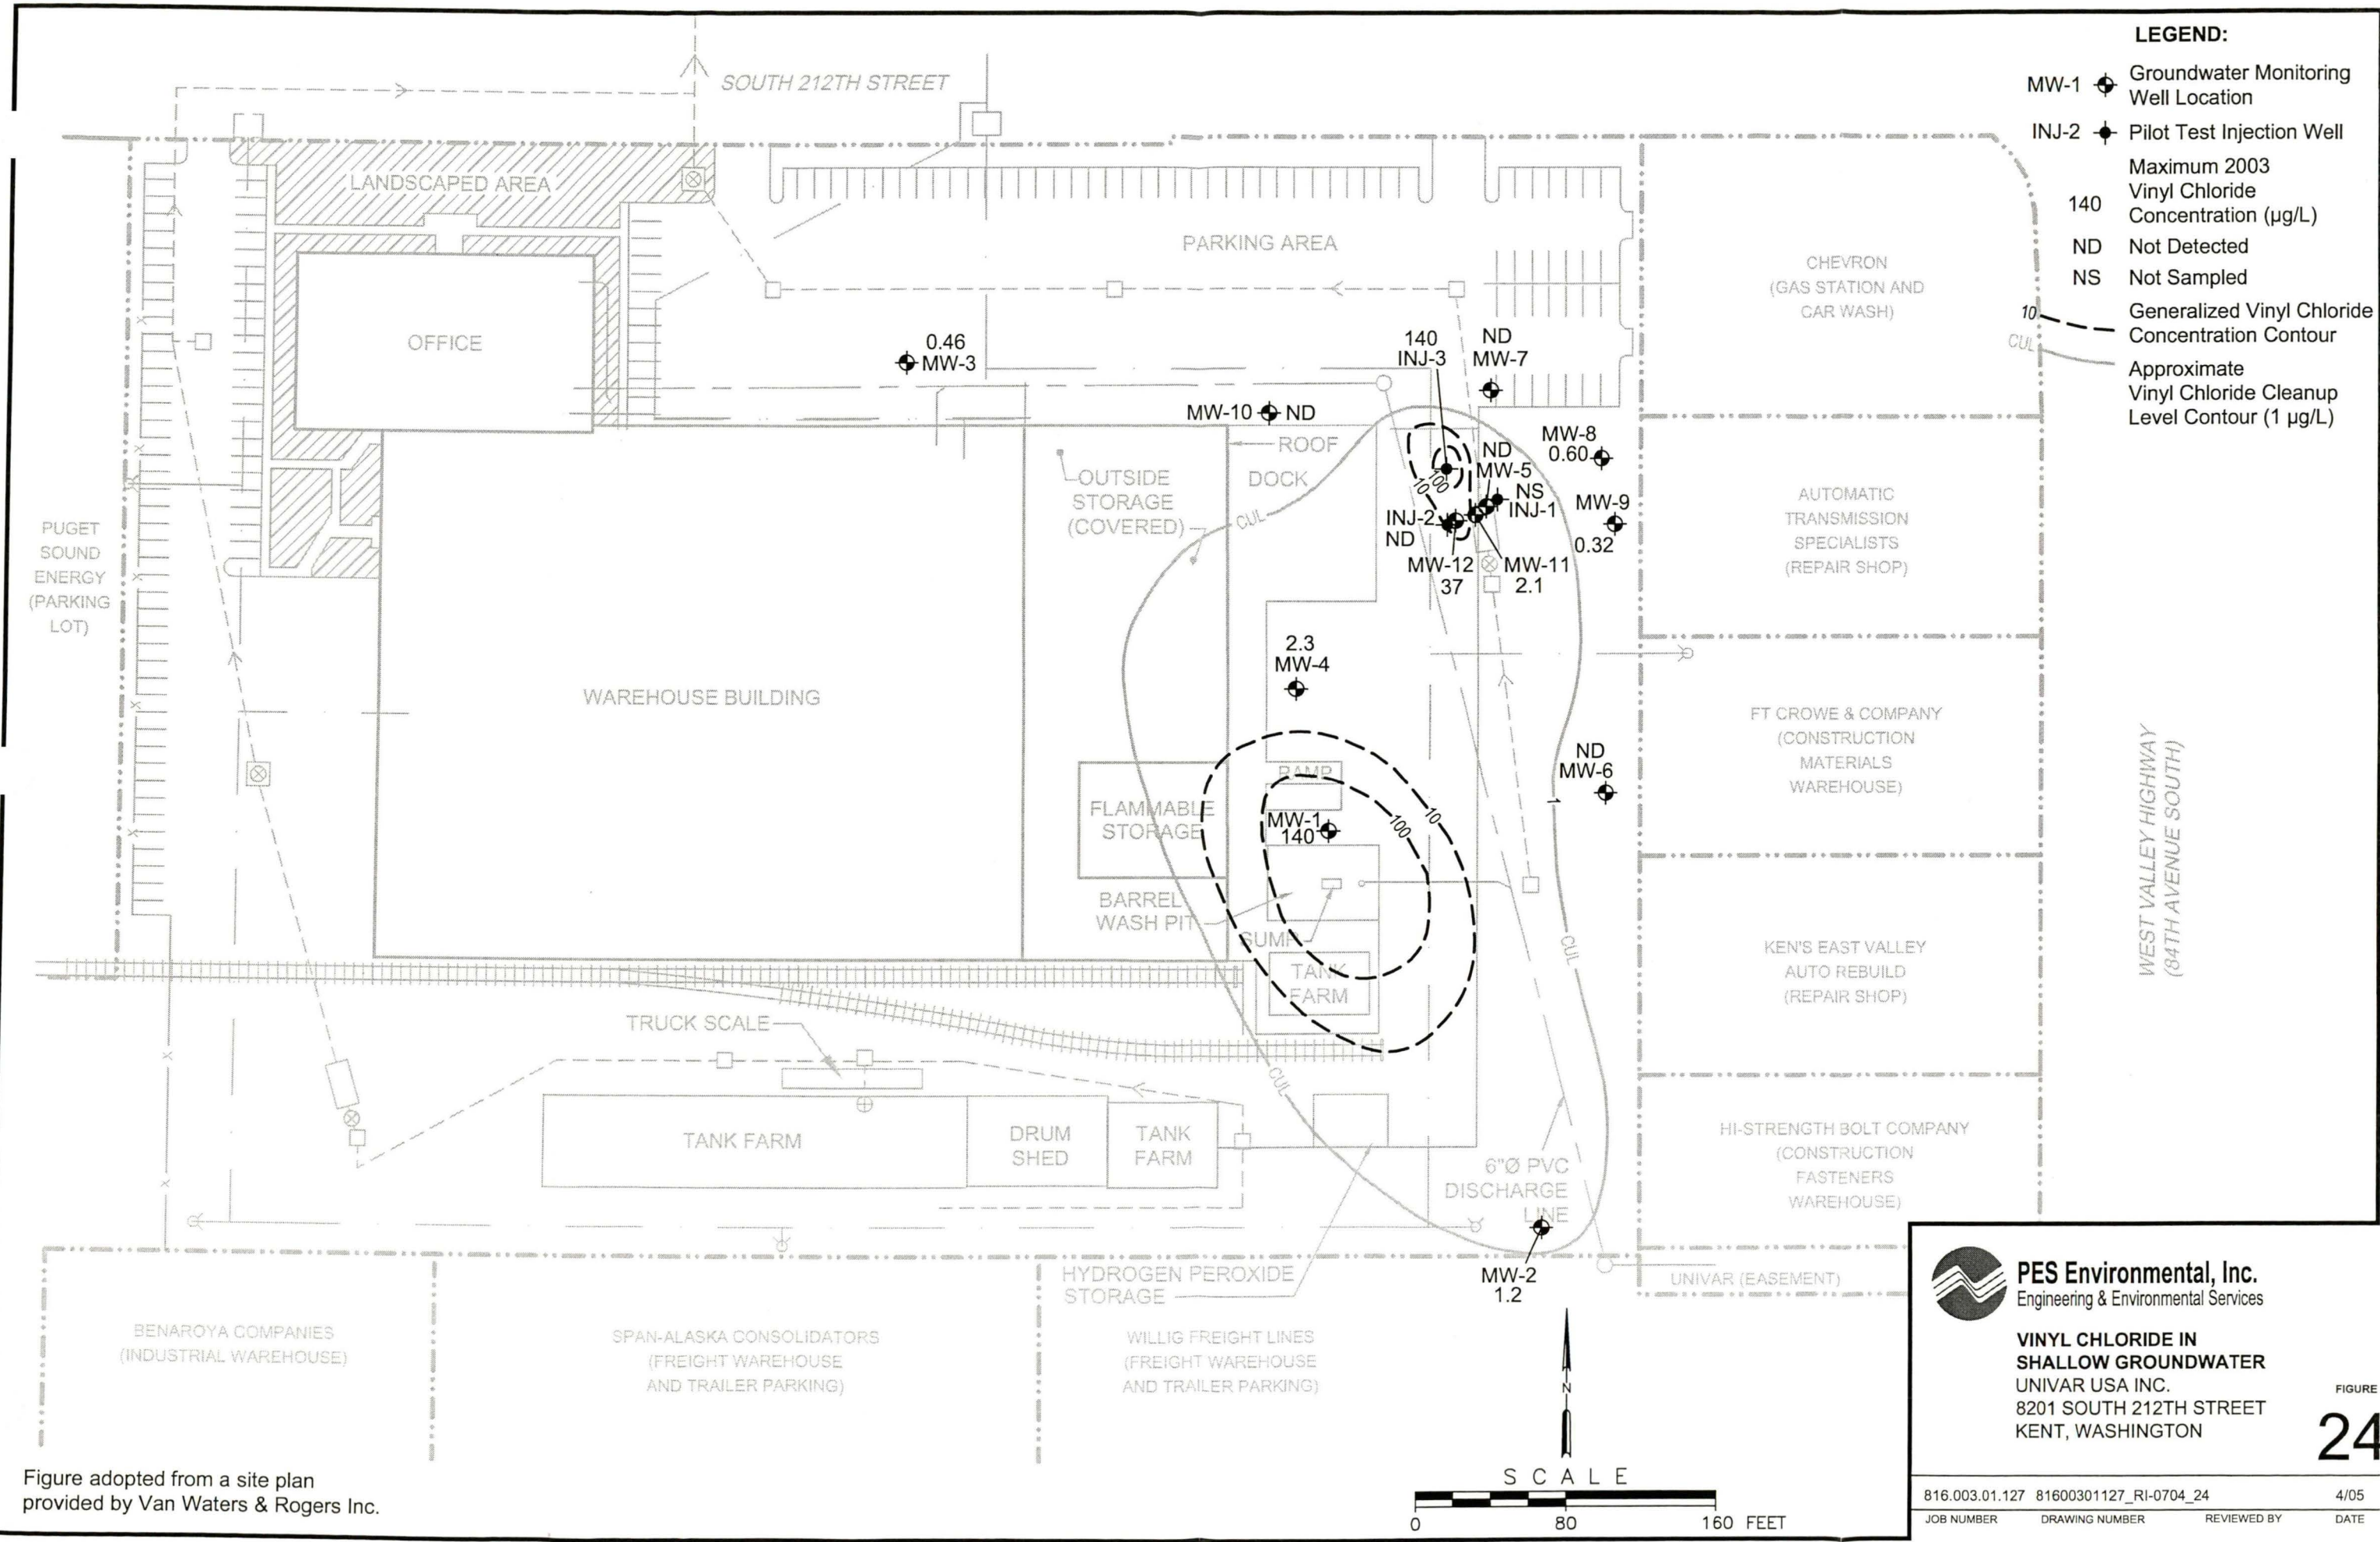 LEGEND:
MW-1 Groundwater Monitoring
Well Location
INJ-2 Pilot Test Injection Well
140 Maximum 2003
Vinyl Chloride
Concentration (µg/L)
ND Not Detected
NS Not Sampled
10 Generalized Vinyl Chloride
Concentration Contour
CUL Approximate
Vinyl Chloride Cleanup
Level Contour (1 µg/L)
SOUTH 212TH STREET
LANDSCAPED AREA
PARKING AREA
OFFICE
0.46
MW-3
140
INJ-3
ND
MW-7
MW-10 ND
ROOF
DOCK
OUTSIDE
STORAGE
(COVERED)
CUL
10
100
ND
MW-5
NS
INJ-1
INJ-2
ND
MW-12
37
MW-11
2.1
MW-8
0.60
MW-9
0.32
CHEVRON
(GAS STATION AND
CAR WASH)
AUTOMATIC
TRANSMISSION
SPECIALISTS
(REPAIR SHOP)
FT CROWE & COMPANY
(CONSTRUCTION
MATERIALS
WAREHOUSE)
KEN'S EAST VALLEY
AUTO REBUILD
(REPAIR SHOP)
HI-STRENGTH BOLT COMPANY
(CONSTRUCTION
FASTENERS
WAREHOUSE)
UNIVAR (EASEMENT)
WEST VALLEY HIGHWAY
(84TH AVENUE SOUTH)
PUGET
SOUND
ENERGY
(PARKING
LOT)
WAREHOUSE BUILDING
2.3
MW-4
ND
MW-6
1
RAMP
FLAMMABLE
STORAGE
MW-1
140
100
10
BARREL
WASH PIT
SUMP
TANK
FARM
CUL
CUL
TRUCK SCALE
TANK FARM
DRUM
SHED
TANK
FARM
6"Ø PVC
DISCHARGE
LINE
MW-2
1.2
HYDROGEN PEROXIDE
STORAGE
BENAROYA COMPANIES
(INDUSTRIAL WAREHOUSE)
SPAN-ALASKA CONSOLIDATORS
(FREIGHT WAREHOUSE
AND TRAILER PARKING)
WILLIG FREIGHT LINES
(FREIGHT WAREHOUSE
AND TRAILER PARKING)
N
SCALE
0 80 160 FEET
Figure adopted from a site plan
provided by Van Waters & Rogers Inc.
PES Environmental, Inc.
Engineering & Environmental Services
VINYL CHLORIDE IN
SHALLOW GROUNDWATER
UNIVAR USA INC.
8201 SOUTH 212TH STREET
KENT, WASHINGTON
FIGURE
24
816.003.01.127 81600301127_RI-0704_24 4/05
JOB NUMBER DRAWING NUMBER REVIEWED BY DATE